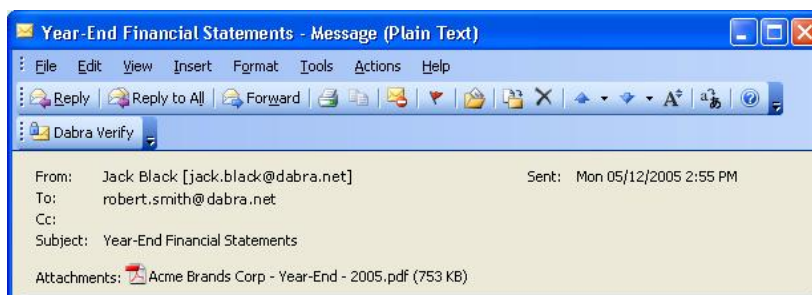 Year-End Financial Statements - Message (Plain Text)
File Edit View Insert Format Tools Actions Help
Reply Reply to All Forward
Dabra Verify
From: Jack Black [jack.black@dabra.net] Sent: Mon 05/12/2005 2:55 PM
To: robert.smith@dabra.net
Cc:
Subject: Year-End Financial Statements
Attachments: Acme Brands Corp - Year-End - 2005.pdf (753 KB)